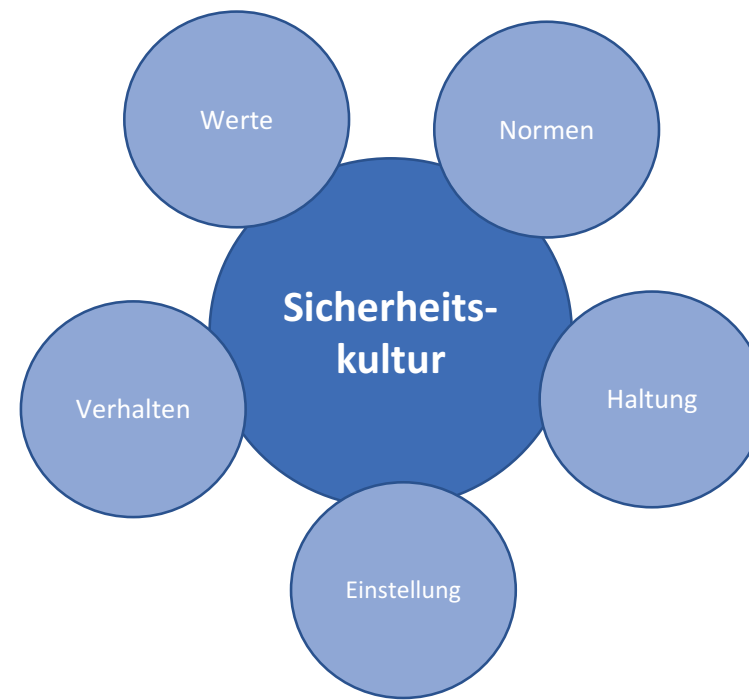 Werte
Normen
Sicherheits-
kultur
Verhalten
Haltung
Einstellung